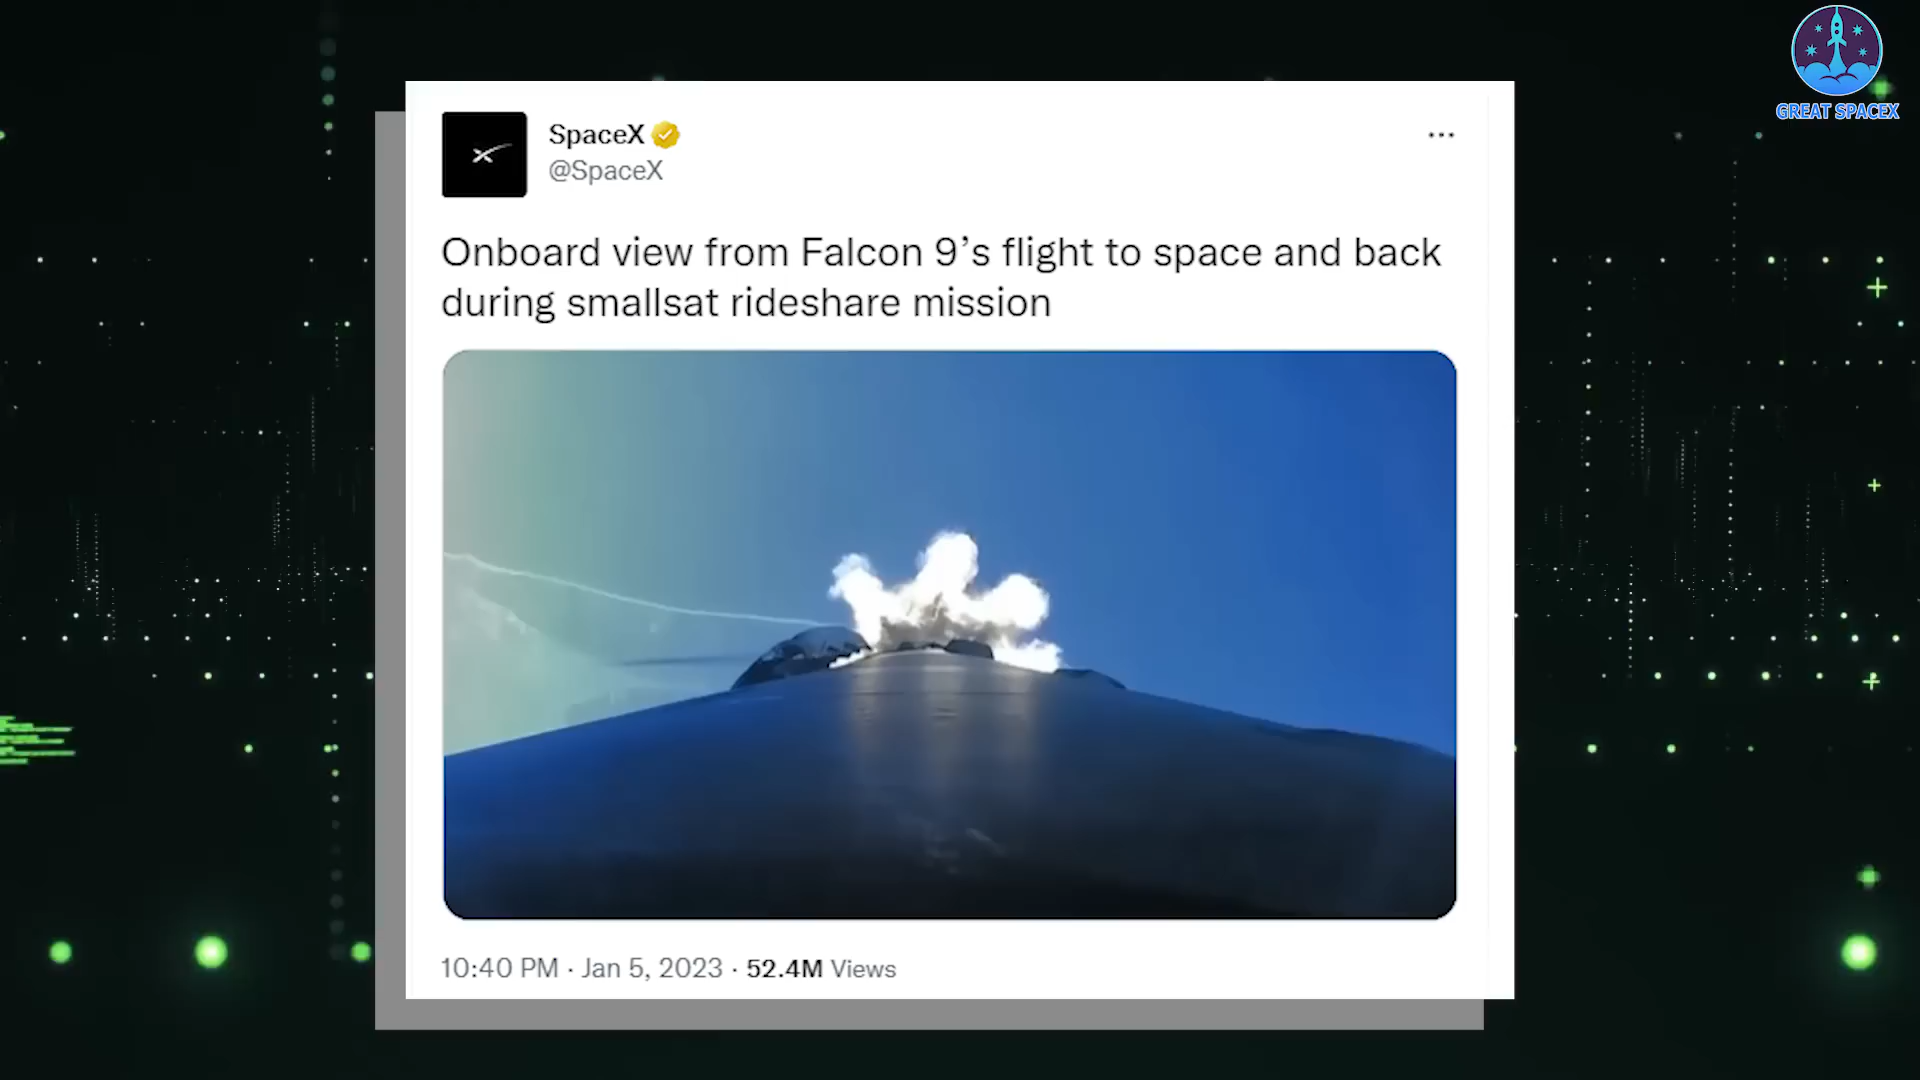 GREAT SPACEX
SpaceX
@SpaceX
Onboard view from Falcon 9’s flight to space and back
during smallsat rideshare mission
10:40 PM · Jan 5, 2023 · 52.4M Views